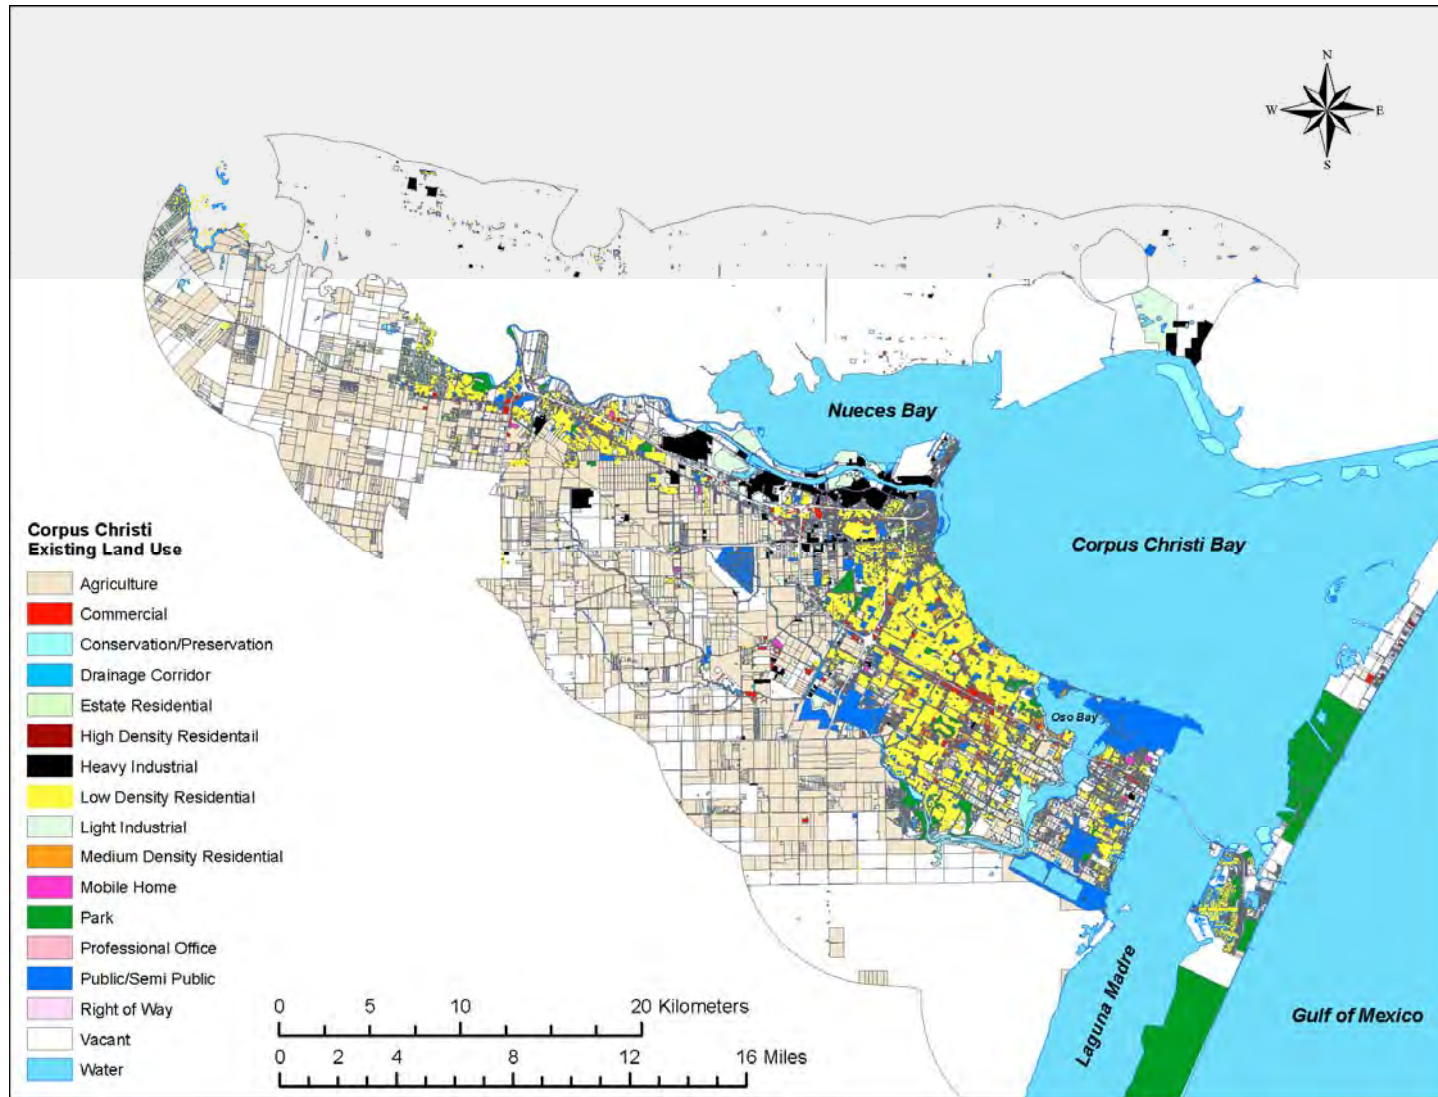 N
W E
S
Nueces Bay
Corpus Christi Bay
Oso Bay
Laguna Madre
Gulf of Mexico
Corpus Christi
Existing Land Use
Agriculture
Commercial
Conservation/Preservation
Drainage Corridor
Estate Residential
High Density Residentail
Heavy Industrial
Low Density Residential
Light Industrial
Medium Density Residential
Mobile Home
Park
Professional Office
Public/Semi Public
Right of Way
Vacant
Water
0 5 10 20 Kilometers
0 2 4 8 12 16 Miles